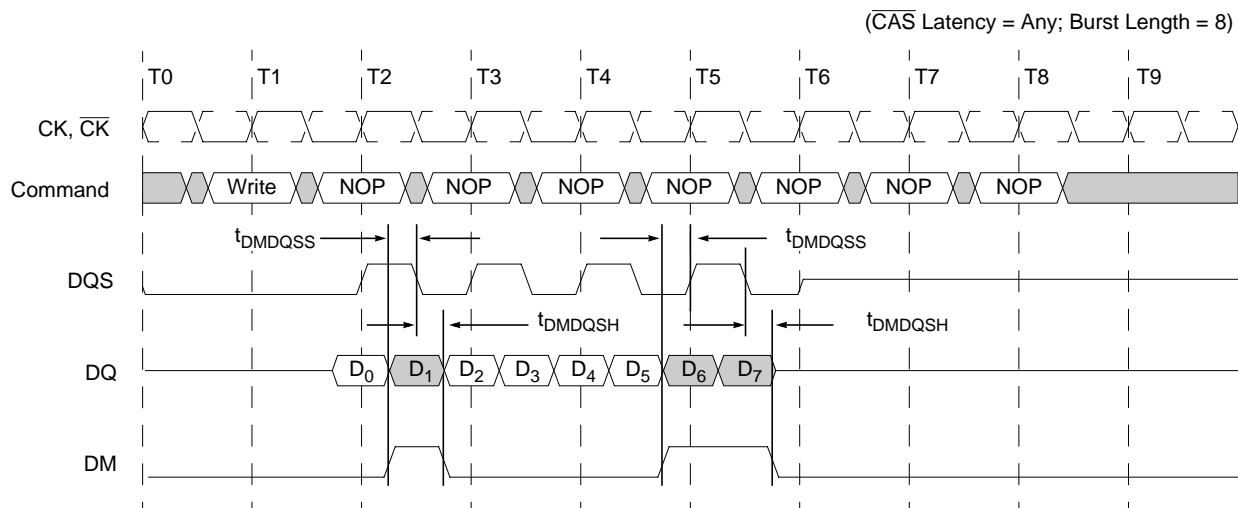 (C̅A̅S̅ Latency = Any; Burst Length = 8)
T0 T1 T2 T3 T4 T5 T6 T7 T8 T9
CK, C̅K̅
Command Write NOP NOP NOP NOP NOP NOP NOP
tDMDQSS tDMDQSS
DQS
tDMDQSH tDMDQSH
DQ D0 D1 D2 D3 D4 D5 D6 D7
DM